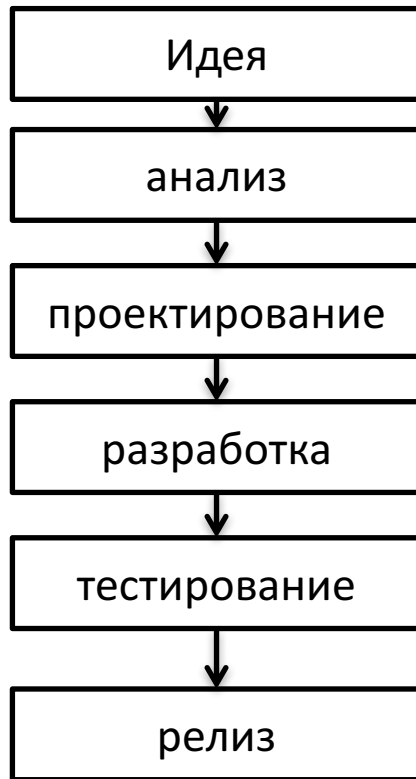 Идея
анализ
проектирование
разработка
тестирование
релиз